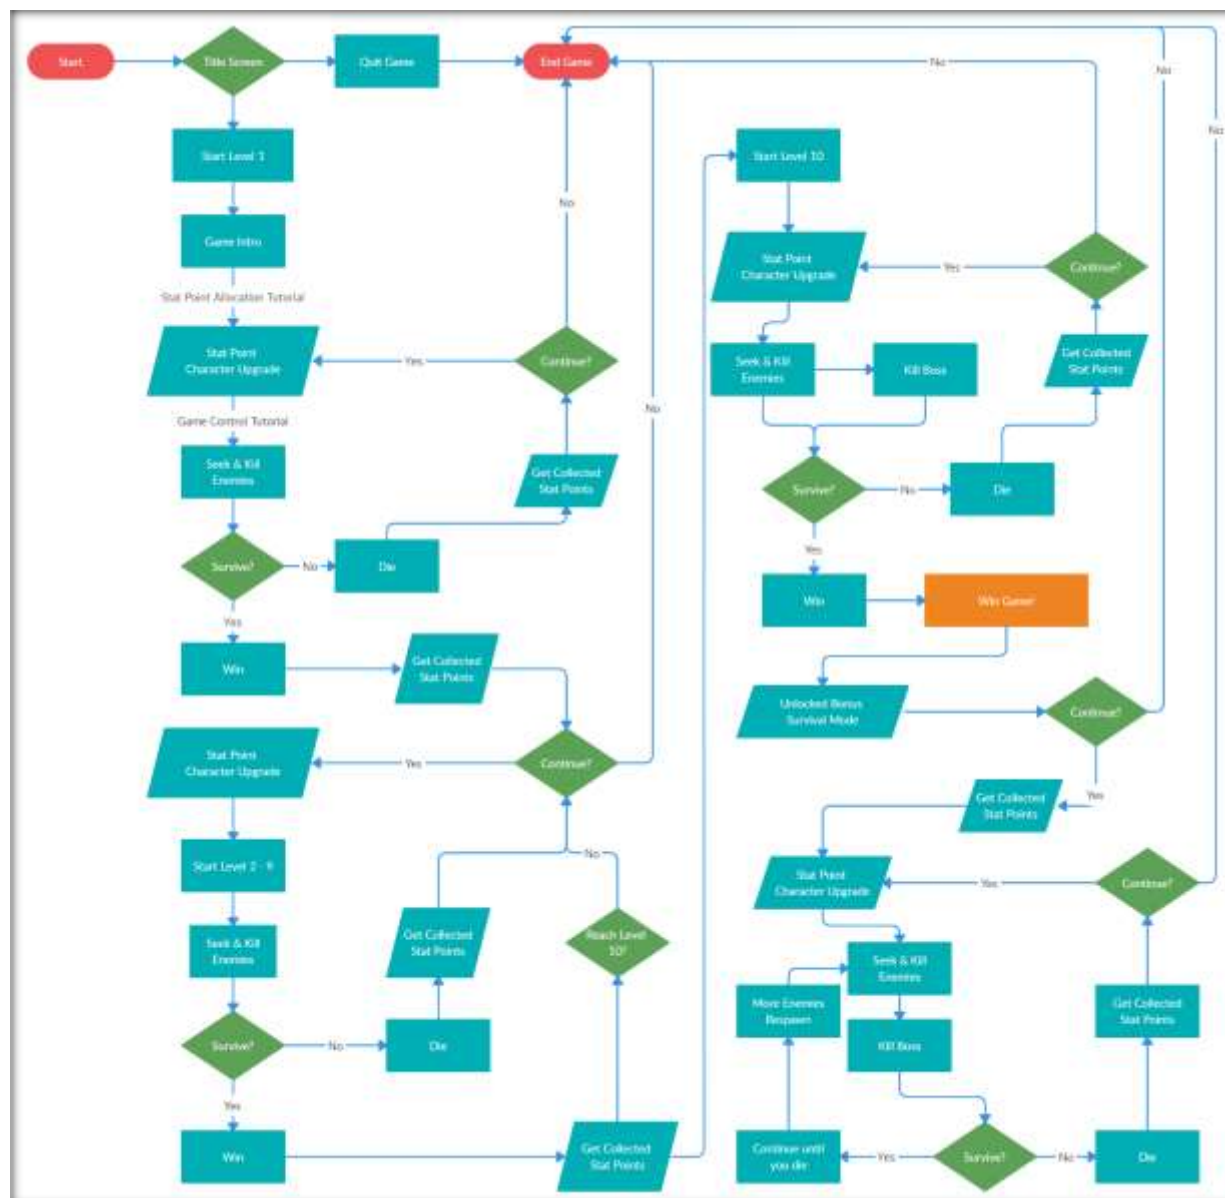 Start
Title Screen
Quit Game
End Game
No
No
No
Start Level 1
Start Level 10
Game Intro
No
Stat Point
Character Upgrade
Yes
Continue?
Stat Point Allocation Tutorial
Stat Point
Character Upgrade
Yes
Continue?
Seek & Kill
Enemies
Kill Boss
Get Collected
Stat Points
No
Game Control Tutorial
Seek & Kill
Enemies
Get Collected
Stat Points
Survive?
No
Die
Survive?
No
Die
Yes
Yes
Win
Win Game!
Win
Get Collected
Stat Points
Unlocked Bonus
Survival Mode
Continue?
Stat Point
Character Upgrade
Yes
Continue?
Yes
Get Collected
Stat Points
Start Level 2 - 9
No
Stat Point
Character Upgrade
Yes
Continue?
Seek & Kill
Enemies
Get Collected
Stat Points
Reach Level
10?
Seek & Kill
Enemies
More Enemies
Respawn
Get Collected
Stat Points
Survive?
No
Die
Kill Boss
Yes
Win
Get Collected
Stat Points
Continue until
you die
Yes
Survive?
No
Die